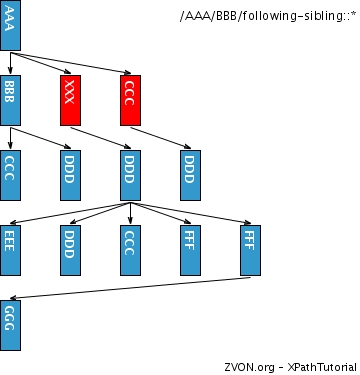 /AAA/BBB/following-sibling::*
AAA
BBB
XXX
CCC
CCC
DDD
DDD
DDD
EEE
DDD
CCC
FFF
FFF
GGG
ZVON.org - XPathTutorial